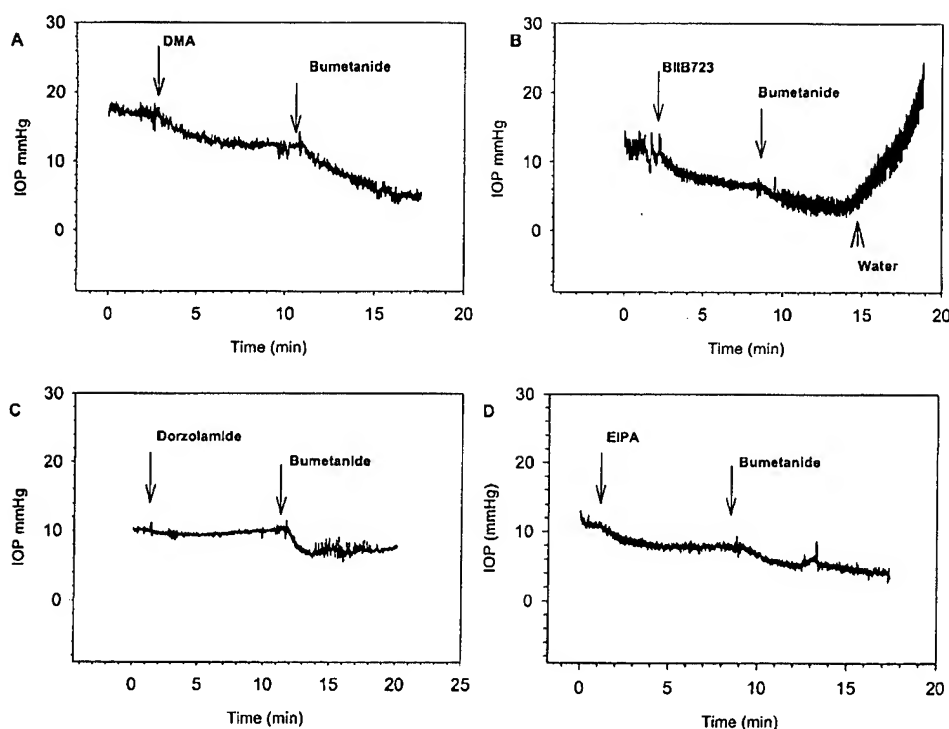 A
30
20
10
0
IOP mmHg
DMA
Bumetanide
0 5 10 15 20
Time (min)
B
30
20
10
0
IOP mmHg
BIIB723
Bumetanide
Water
0 5 10 15 20
Time (min)
C
30
20
10
0
IOP mmHg
Dorzolamide
Bumetanide
0 5 10 15 20 25
Time (min)
D
30
20
10
0
IOP (mmHg)
EIPA
Bumetanide
0 5 10 15 20
Time (min)